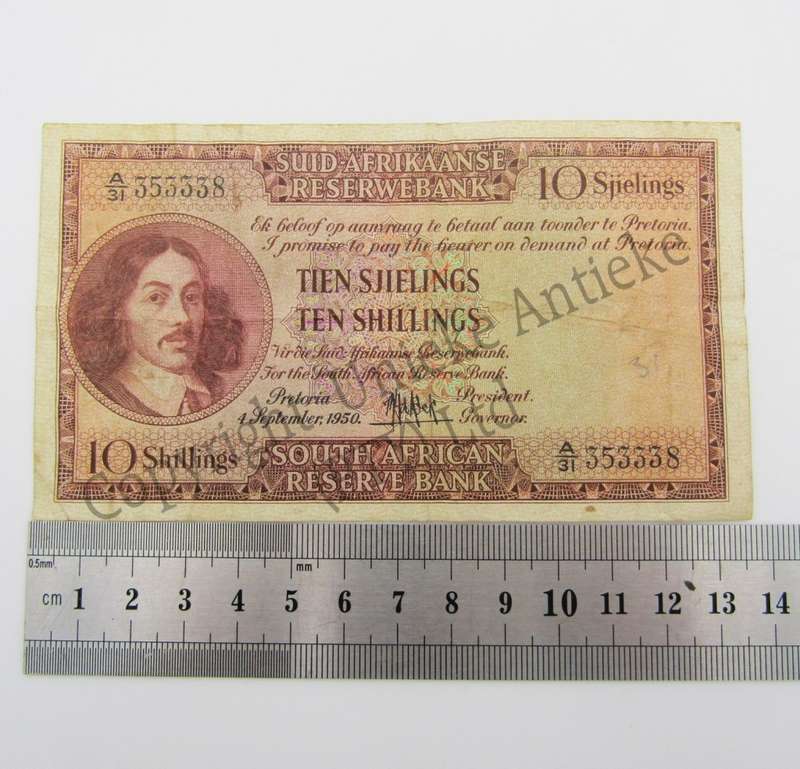 SUID-AFRIKAANSE
RESERWEBANK
A/31 353338
10 Sjielings
Ek beloof op aanvraag te betaal aan toonder te Pretoria.
I promise to pay the bearer on demand at Pretoria.
TIEN SJIELINGS
TEN SHILLINGS
Vir die Suid-Afrikaanse Reserwebank.
For the South African Reserve Bank.
Pretoria
4 September, 1950.
President.
Governor.
10 Shillings
SOUTH AFRICAN
RESERVE BANK
A/31 353338
Copyright Unieke Antieke
Ltd
0.5mm
mm
cm 1 2 3 4 5 6 7 8 9 10 11 12 13 14